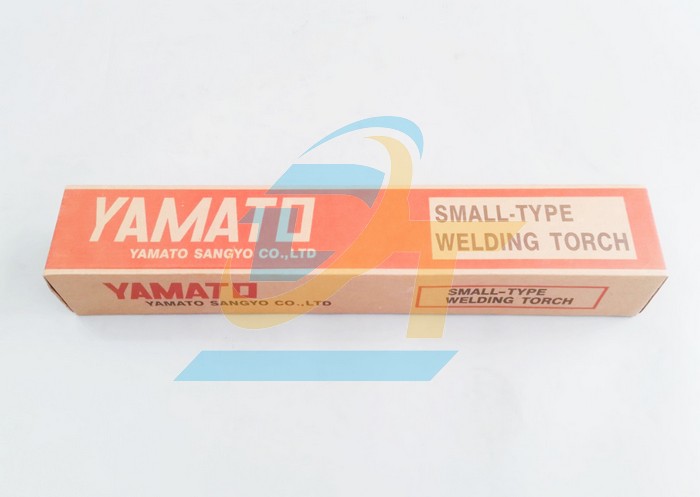 YAMATO
YAMATO SANGYO CO.,LTD
SMALL-TYPE
WELDING TORCH
YAMATO
YAMATO SANGYO CO.,LTD
SMALL-TYPE
WELDING TORCH